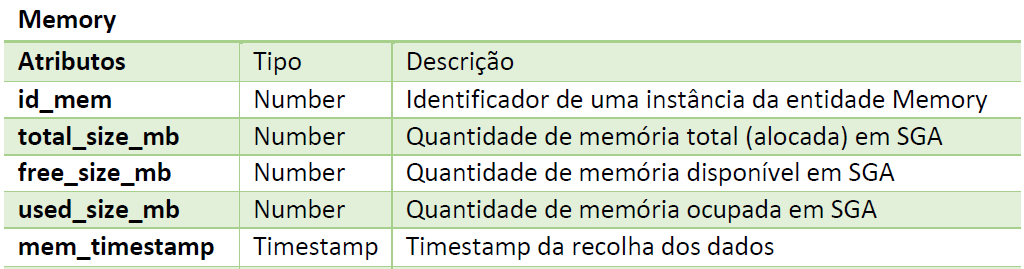 Memory
Atributos Tipo Descrição
id_mem Number Identificador de uma instância da entidade Memory
total_size_mb Number Quantidade de memória total (alocada) em SGA
free_size_mb Number Quantidade de memória disponível em SGA
used_size_mb Number Quantidade de memória ocupada em SGA
mem_timestamp Timestamp Timestamp da recolha dos dados